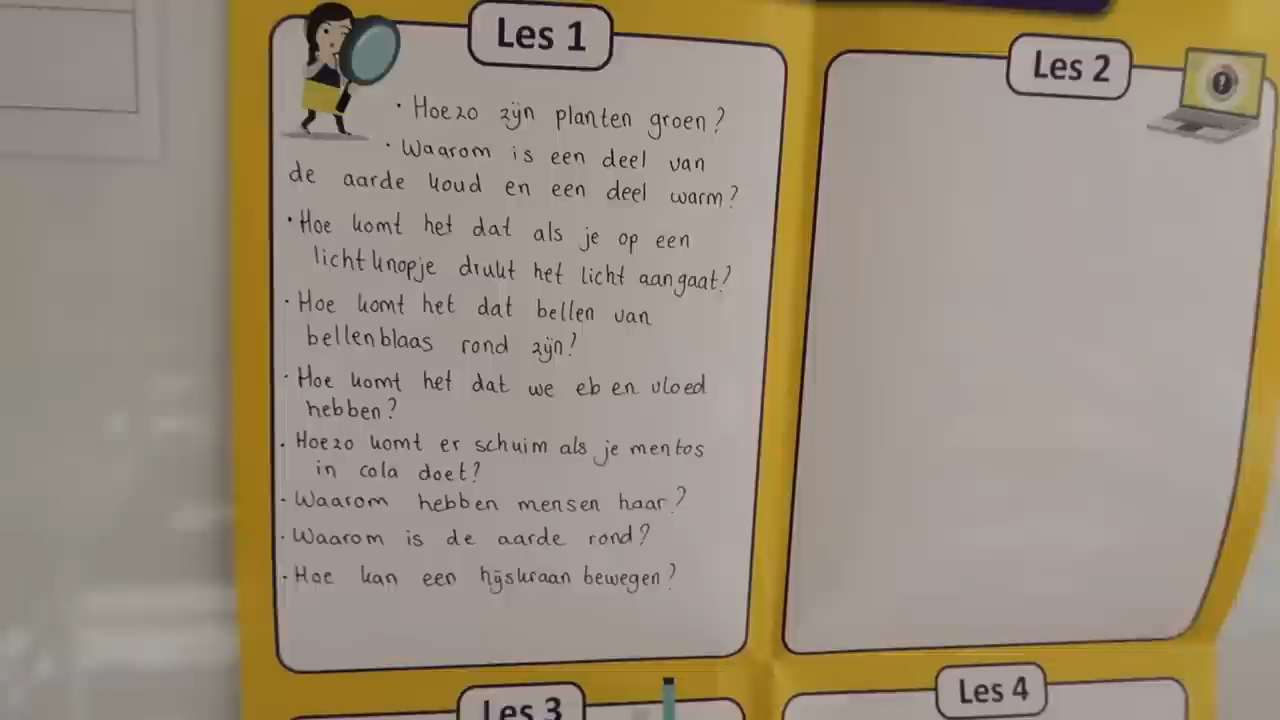 Les 1
· Hoezo zijn planten groen?
· Waarom is een deel van
de aarde koud en een deel warm?
· Hoe komt het dat als je op een
lichtknopje drukt het licht aangaat?
· Hoe komt het dat bellen van
bellenblaas rond zijn?
· Hoe komt het dat we eb en vloed
hebben?
· Hoezo komt er schuim als je mentos
in cola doet?
· Waarom hebben mensen haar?
· Waarom is de aarde rond?
· Hoe kan een hijskraan bewegen?
Les 2
?
Les 3
Les 4